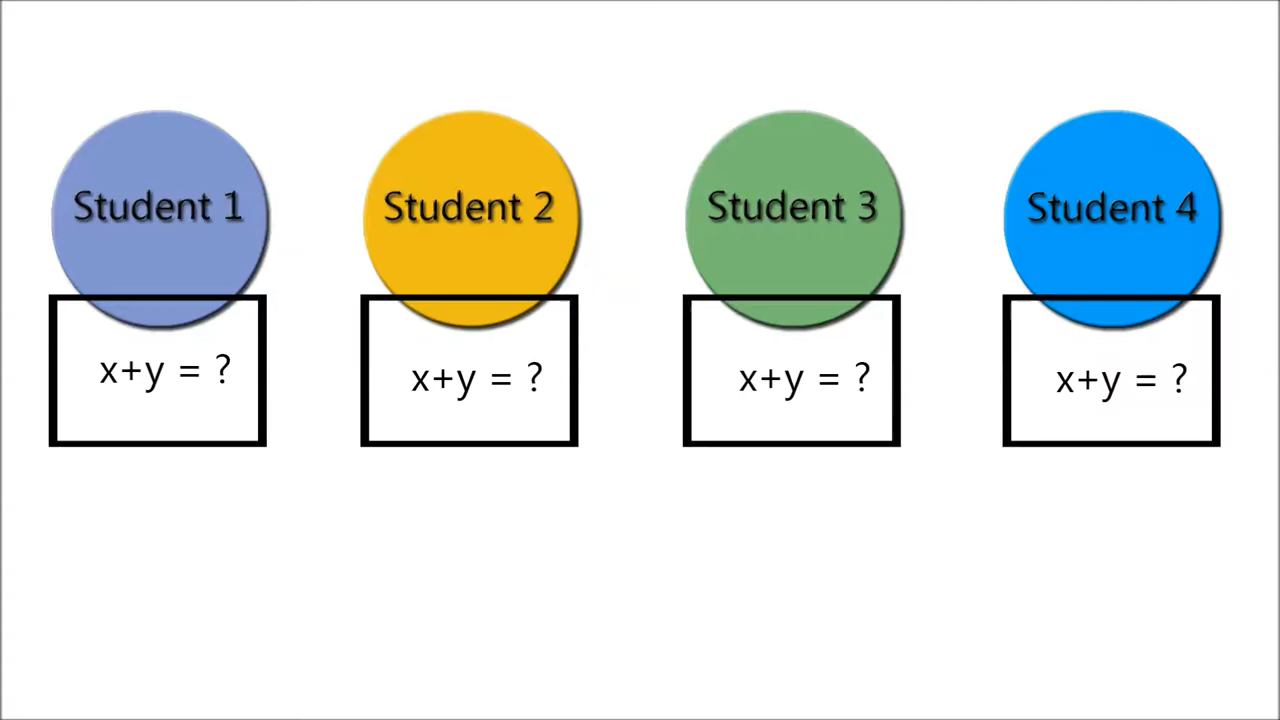 Student 1
Student 2
Student 3
Student 4
x+y = ?
x+y = ?
x+y = ?
x+y = ?